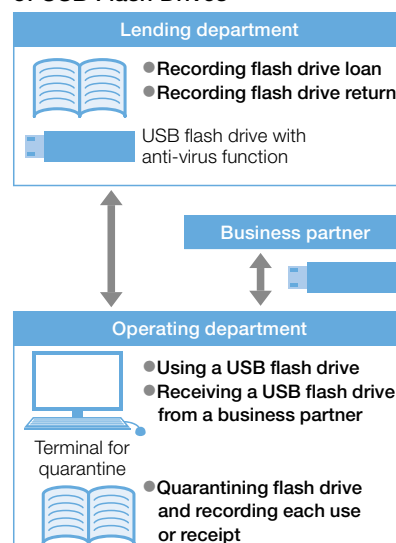 Lending department
●Recording flash drive loan
●Recording flash drive return
USB flash drive with
anti-virus function
Business partner
Operating department
●Using a USB flash drive
●Receiving a USB flash drive
from a business partner
Terminal for
quarantine
●Quarantining flash drive
and recording each use
or receipt